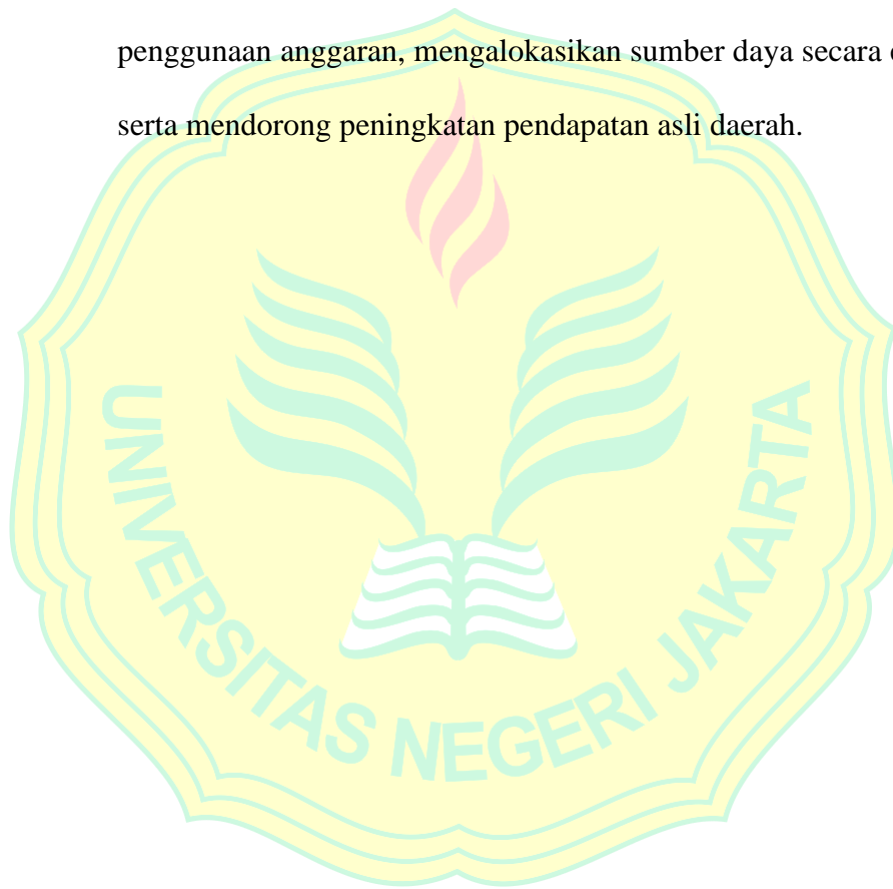 penggunaan anggaran, mengalokasikan sumber daya secara
serta mendorong peningkatan pendapatan asli daerah.
UNIVERSITAS NEGERI JAKARTA